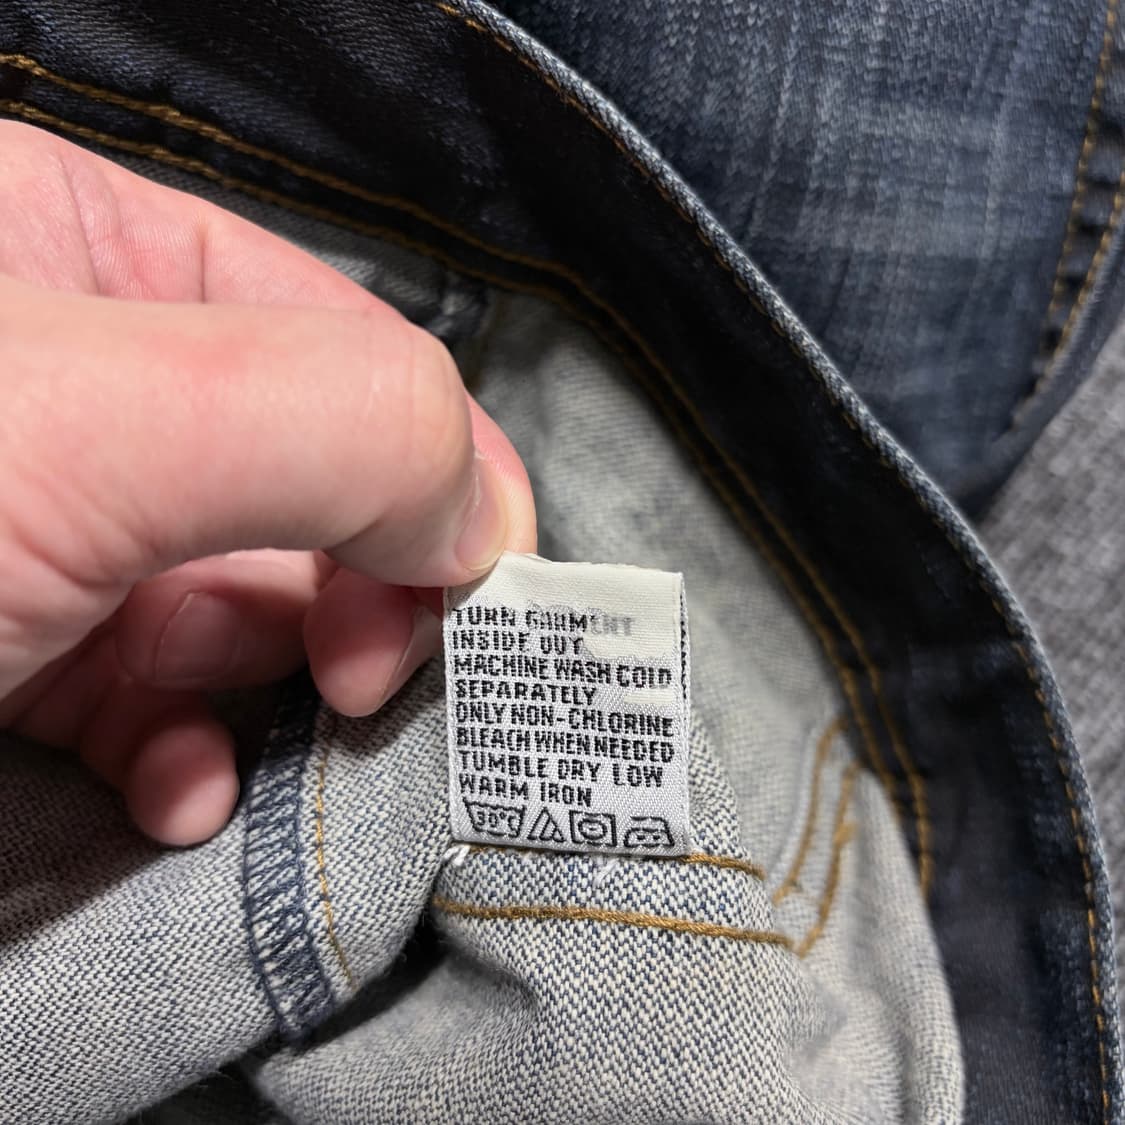 TURN GARMENT
INSIDE OUT
MACHINE WASH COLD
SEPARATELY
ONLY NON-CHLORINE
BLEACH WHEN NEEDED
TUMBLE DRY LOW
WARM IRON
30°C